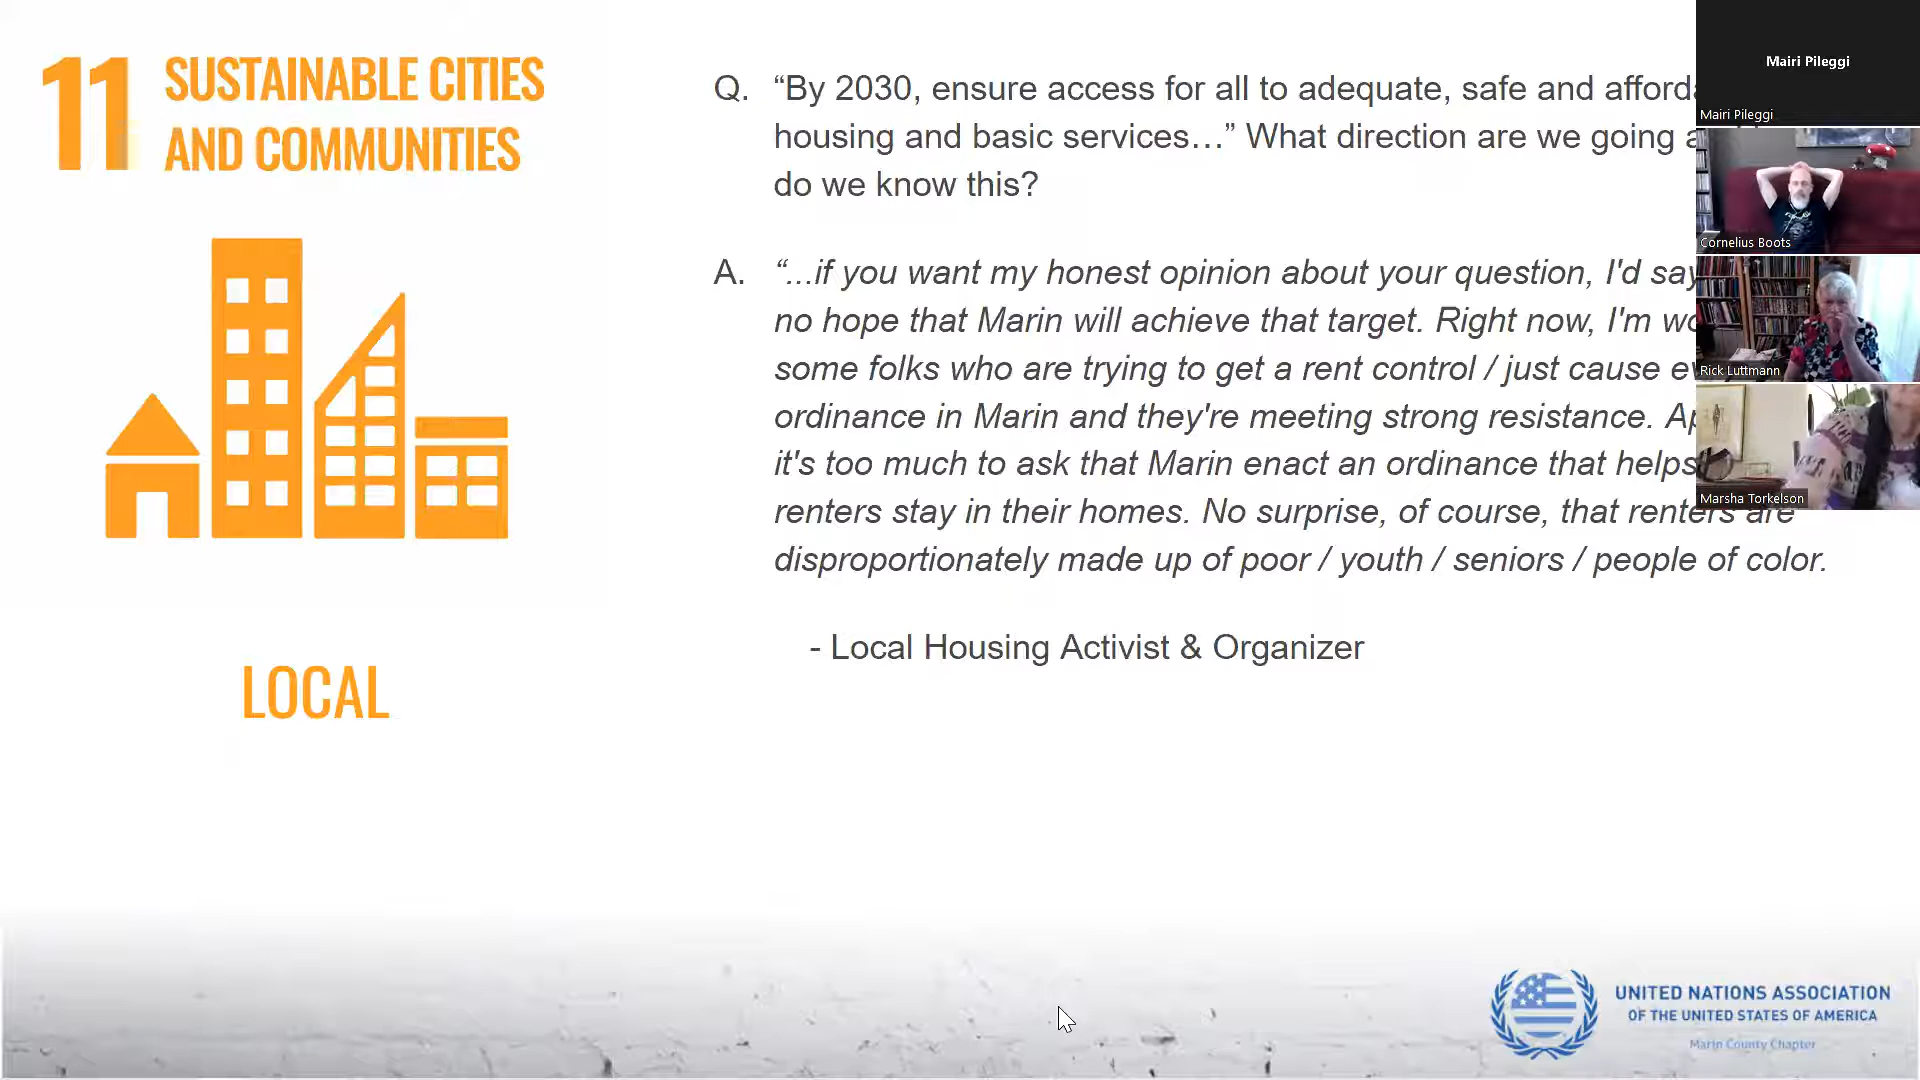 11 SUSTAINABLE CITIES
AND COMMUNITIES
LOCAL
Q. “By 2030, ensure access for all to adequate, safe and
housing and basic services…” What direction are we going
do we know this?
A. “...if you want my honest opinion about your question, I'd say
no hope that Marin will achieve that target. Right now, I'm
some folks who are trying to get a rent control / just cause
ordinance in Marin and they're meeting strong resistance.
it's too much to ask that Marin enact an ordinance that helps
renters stay in their homes. No surprise, of course, that renters are
disproportionately made up of poor / youth / seniors / people of color.
- Local Housing Activist & Organizer
Mairi Pileggi
Mairi Pileggi
Cornelius Boots
Rick Luttmann
Marsha Torkelson
UNITED NATIONS ASSOCIATION
OF THE UNITED STATES OF AMERICA
Marin County Chapter